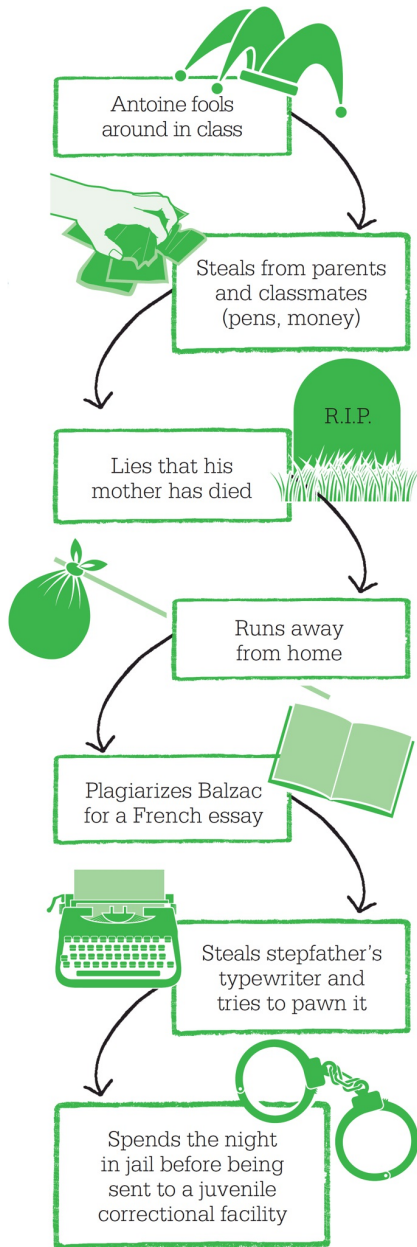 Antoine fools
around in class
Steals from parents
and classmates
(pens, money)
R.I.P.
Lies that his
mother has died
Runs away
from home
Plagiarizes Balzac
for a French essay
Steals stepfather’s
typewriter and
tries to pawn it
Spends the night
in jail before being
sent to a juvenile
correctional facility